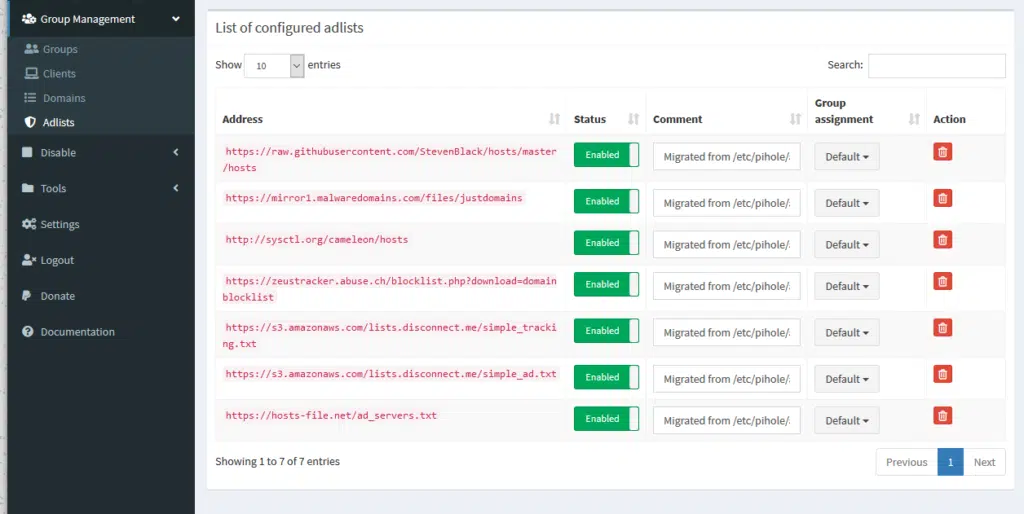 Group Management
Groups
Clients
Domains
Adlists
Disable
Tools
Settings
Logout
Donate
Documentation
List of configured adlists
Show 10 entries
Search:
Address Status Comment Group assignment Action
https://raw.githubusercontent.com/StevenBlack/hosts/master
/hosts
Enabled Migrated from /etc/pihole/a Default
https://mirror1.malwaredomains.com/files/justdomains
Enabled Migrated from /etc/pihole/a Default
http://sysctl.org/cameleon/hosts
Enabled Migrated from /etc/pihole/a Default
https://zeustracker.abuse.ch/blocklist.php?download=domain
blocklist
Enabled Migrated from /etc/pihole/a Default
https://s3.amazonaws.com/lists.disconnect.me/simple_tracki
ng.txt
Enabled Migrated from /etc/pihole/a Default
https://s3.amazonaws.com/lists.disconnect.me/simple_ad.txt
Enabled Migrated from /etc/pihole/a Default
https://hosts-file.net/ad_servers.txt
Enabled Migrated from /etc/pihole/a Default
Showing 1 to 7 of 7 entries
Previous 1 Next